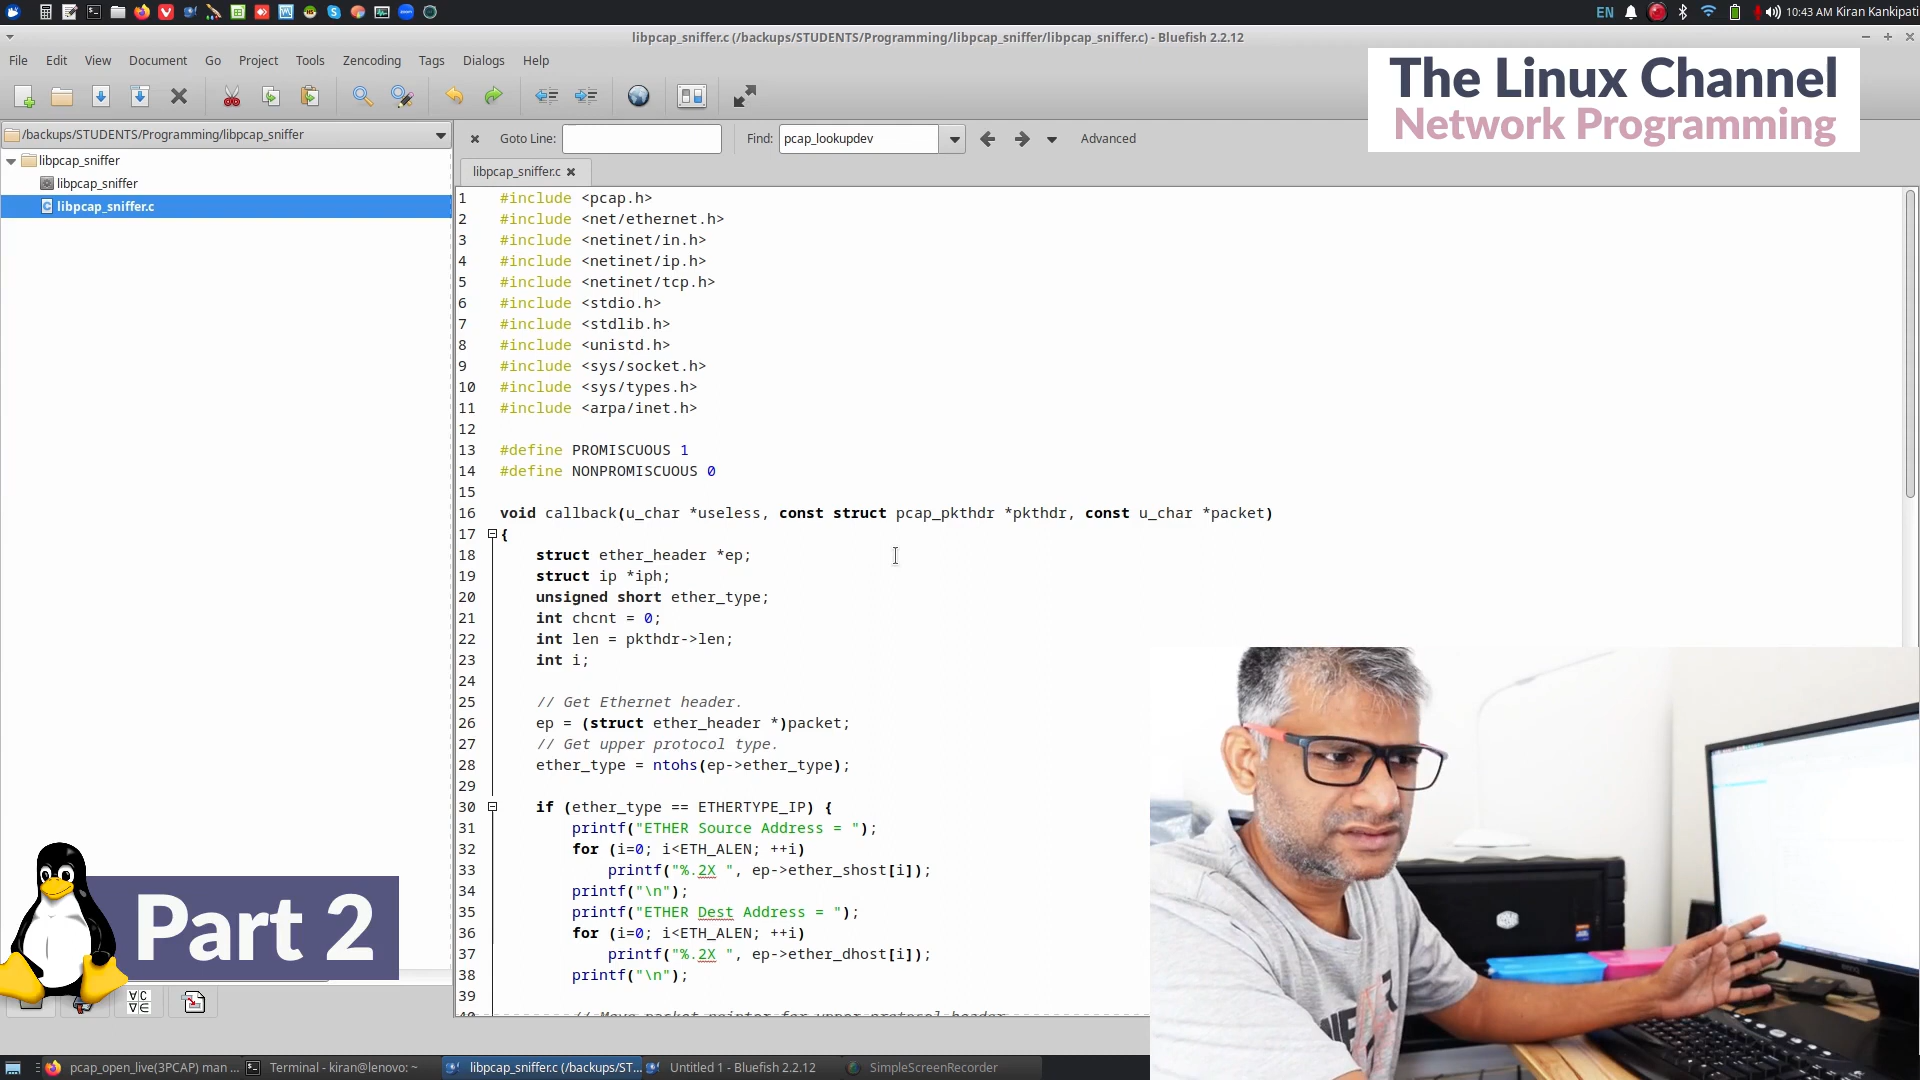 EN
10:43 AM Kiran Kankipati
libpcap_sniffer.c (/backups/STUDENTS/Programming/libpcap_sniffer/libpcap_sniffer.c) - Bluefish 2.2.12
File Edit View Document Go Project Tools Zencoding Tags Dialogs Help
The Linux Channel
Network Programming
/backups/STUDENTS/Programming/libpcap_sniffer
Goto Line: Find: pcap_lookupdev Advanced
libpcap_sniffer
libpcap_sniffer
libpcap_sniffer.c
libpcap_sniffer.c
1 #include <pcap.h>
2 #include <net/ethernet.h>
3 #include <netinet/in.h>
4 #include <netinet/ip.h>
5 #include <netinet/tcp.h>
6 #include <stdio.h>
7 #include <stdlib.h>
8 #include <unistd.h>
9 #include <sys/socket.h>
10 #include <sys/types.h>
11 #include <arpa/inet.h>
12
13 #define PROMISCUOUS 1
14 #define NONPROMISCUOUS 0
15
16 void callback(u_char *useless, const struct pcap_pkthdr *pkthdr, const u_char *packet)
17 {
18 struct ether_header *ep;
19 struct ip *iph;
20 unsigned short ether_type;
21 int chcnt = 0;
22 int len = pkthdr->len;
23 int i;
24
25 // Get Ethernet header.
26 ep = (struct ether_header *)packet;
27 // Get upper protocol type.
28 ether_type = ntohs(ep->ether_type);
29
30 if (ether_type == ETHERTYPE_IP) {
31 printf("ETHER Source Address = ");
32 for (i=0; i<ETH_ALEN; ++i)
33 printf("%.2X ", ep->ether_shost[i]);
34 printf("\n");
35 printf("ETHER Dest Address = ");
36 for (i=0; i<ETH_ALEN; ++i)
37 printf("%.2X ", ep->ether_dhost[i]);
38 printf("\n");
39
40 // Move packet pointer for upper protocol header
Part 2
pcap_open_live(3PCAP) man ...
Terminal - kiran@lenovo: ~
libpcap_sniffer.c (/backups/ST...
Untitled 1 - Bluefish 2.2.12
SimpleScreenRecorder